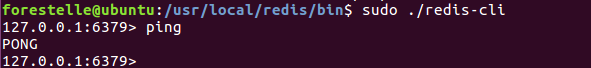 forestelle@ubuntu:/usr/local/redis/bin$ sudo ./redis-cli
127.0.0.1:6379> ping
PONG
127.0.0.1:6379>